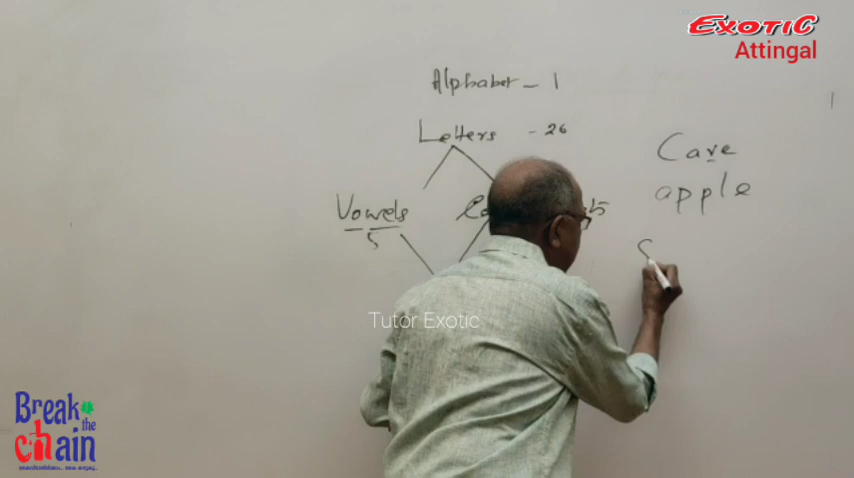 EXOTIC
Attingal
Alphabet - 1
Letters - 26
Vowels
5
Care
apple
Tutor Exotic
Break
the
chain